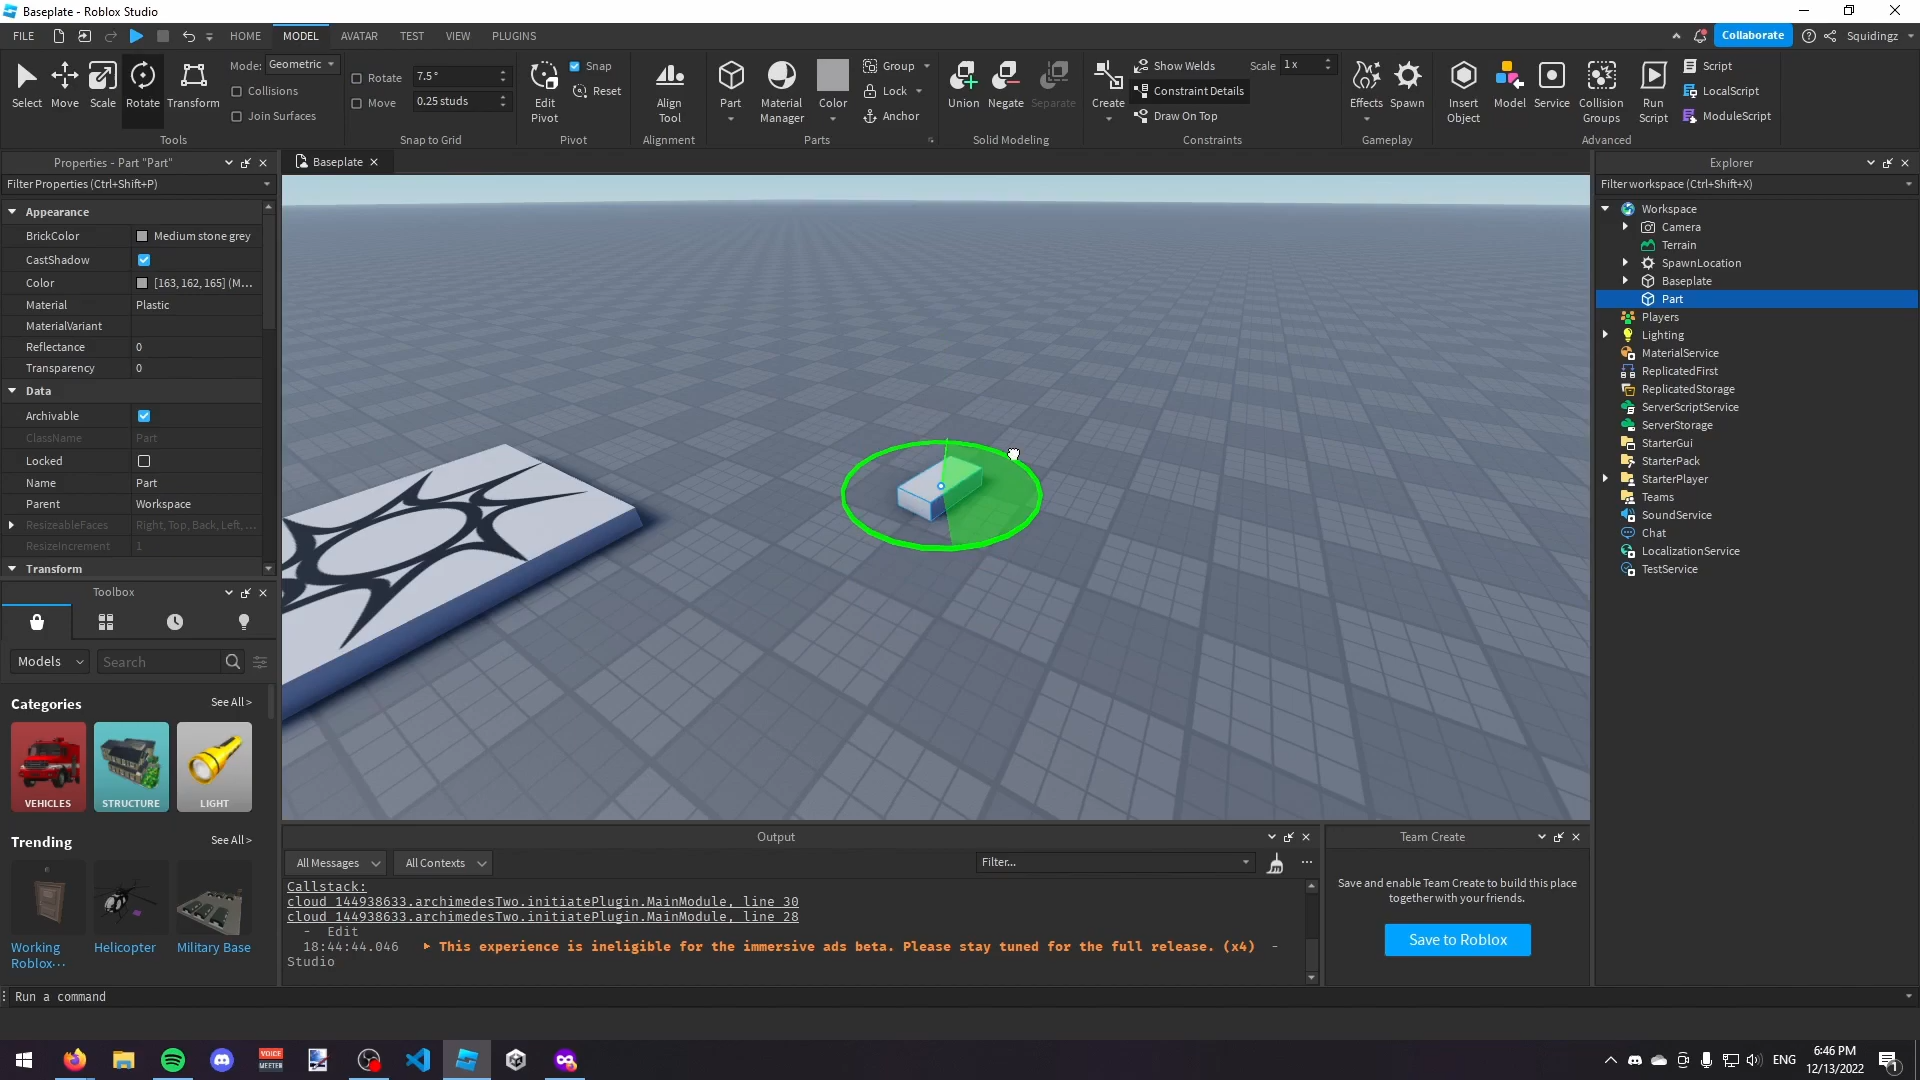 Baseplate - Roblox Studio
FILE HOME MODEL AVATAR TEST VIEW PLUGINS Collaborate Squidingz
Select Move Scale Rotate Transform
Mode: Geometric
Collisions
Join Surfaces
Tools
Rotate 7.5°
Move 0.25 studs
Snap to Grid
Edit
Pivot
Snap
Reset
Pivot
Align
Tool
Alignment
Part
Material
Manager
Color
Group
Lock
Anchor
Parts
Union Negate Separate
Solid Modeling
Create
Show Welds
Scale 1 x
Constraint Details
Draw On Top
Constraints
Effects Spawn
Gameplay
Insert
Object
Model
Service
Collision
Groups
Run
Script
Script
LocalScript
ModuleScript
Advanced
Properties - Part "Part"
Filter Properties (Ctrl+Shift+P)
Appearance
BrickColor Medium stone grey
CastShadow
Color [163, 162, 165] (M...
Material Plastic
MaterialVariant
Reflectance 0
Transparency 0
Data
Archivable
ClassName Part
Locked
Name Part
Parent Workspace
ResizeableFaces Right, Top, Back, Left, ...
ResizeIncrement 1
Transform
Toolbox
Models Search
Categories See All >
VEHICLES STRUCTURE LIGHT
Trending See All >
Working
Roblox···
Helicopter
Military Base
Baseplate
Output
All Messages All Contexts Filter...
Callstack:
cloud_144938633.archimedesTwo.initiatePlugin.MainModule, line 30
cloud_144938633.archimedesTwo.initiatePlugin.MainModule, line 28
- Edit
18:44:44.046 This experience is ineligible for the immersive ads beta. Please stay tuned for the full release. (x4) -
Studio
Team Create
Save and enable Team Create to build this place
together with your friends.
Save to Roblox
Explorer
Filter workspace (Ctrl+Shift+X)
Workspace
Camera
Terrain
SpawnLocation
Baseplate
Part
Players
Lighting
MaterialService
ReplicatedFirst
ReplicatedStorage
ServerScriptService
ServerStorage
StarterGui
StarterPack
StarterPlayer
Teams
SoundService
Chat
LocalizationService
TestService
Run a command
VOICE
MEETER
ENG
6:46 PM
12/13/2022
1